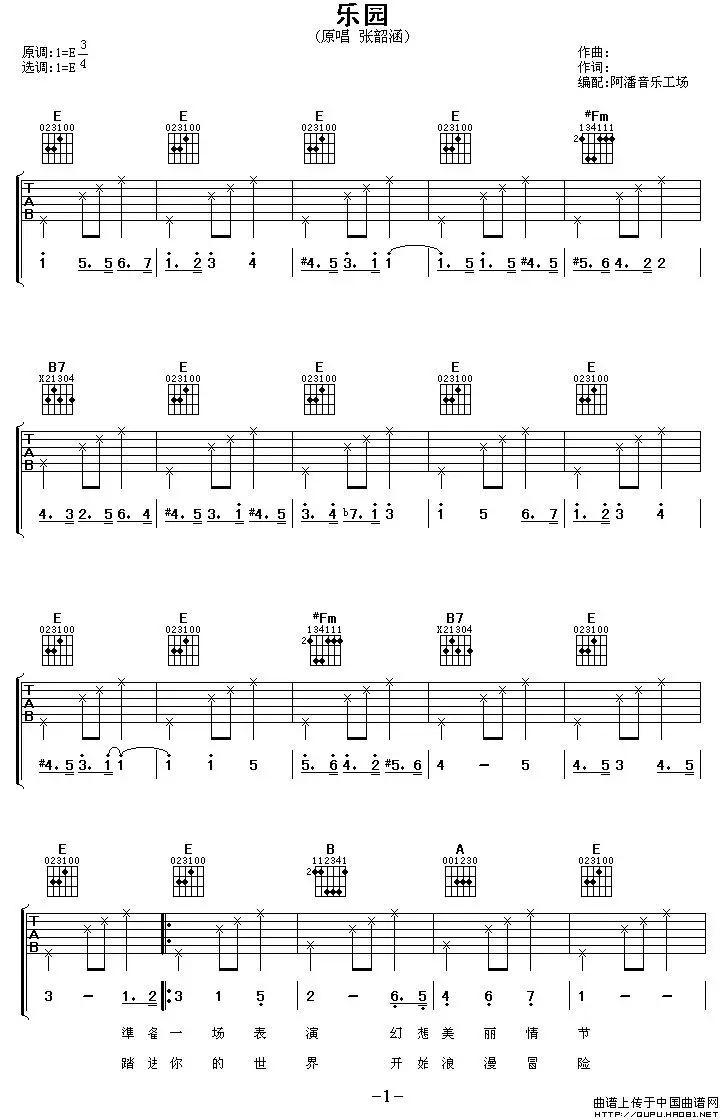 乐园
(原唱 张韶涵)
原调:1=E 3/4
选调:1=E
作曲:
作词:
编配:阿潘音乐工场
E E E E #Fm
023100 023100 023100 023100 2 134111
TAB
1 5. 5 6. 7 | 1. 2 3 4 | #4. 5 3. 1 1 | 1. 5 1. 5 #4. 5 | #5. 6 4. 2 2
B7 E E E E
X21304 023100 023100 023100 023100
TAB
4. 3 2. 5 6. 4 | #4. 5 3. 1 #4. 5 | 3. 4 b7. 1 3 | 1 5 6. 7 | 1. 2 3 4
E E #Fm B7 E
023100 023100 2 134111 X21304 023100
TAB
#4. 5 3. 1 1 | 1 1 5 | 5. 6 4. 2 #5. 6 | 4 - 5 | 4. 5 3 4. 5
E E B A E
023100 023100 2 112341 001230 023100
TAB
3 - 1. 2 |: 3 1 5 | 2 - 6. 5 | 4 6 7 | 1 - -
準备一场表演 幻想美丽情节
踏进你的世界 开始浪漫冒险
-1-
曲谱上传于中国曲谱网
HTTP://QUPU.HAO81.NET